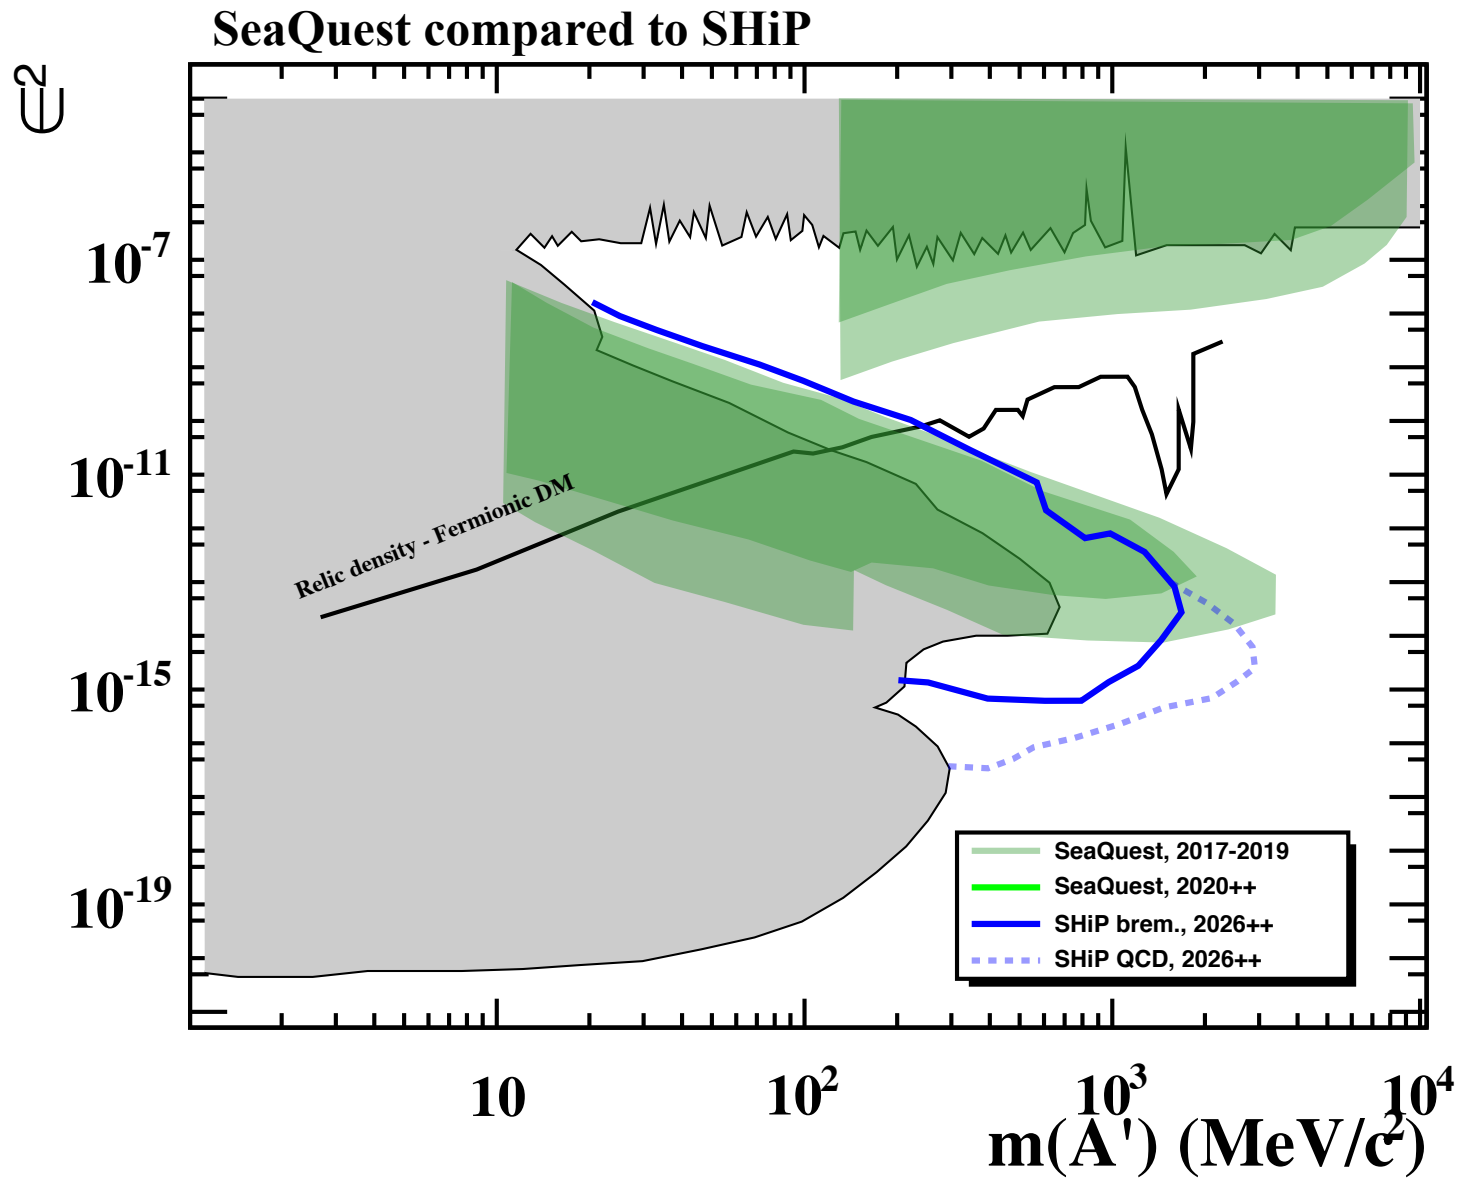 SeaQuest compared to SHiP
∈²
10⁻⁷
10⁻¹¹
10⁻¹⁵
10⁻¹⁹
Relic density - Fermionic DM
SeaQuest, 2017-2019
SeaQuest, 2020++
SHiP brem., 2026++
SHiP QCD, 2026++
10 10² 10³ 10⁴
m(A') (MeV/c²)